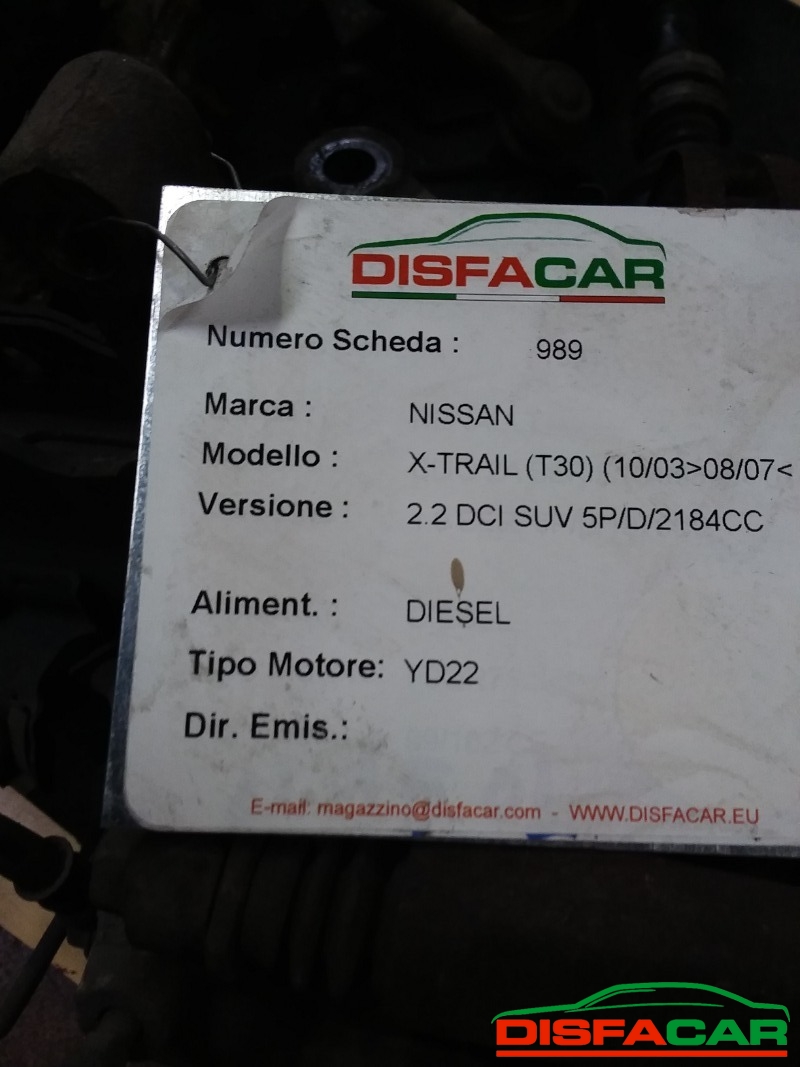 DISFACAR
Numero Scheda : 989
Marca : NISSAN
Modello : X-TRAIL (T30) (10/03>08/07<
Versione : 2.2 DCI SUV 5P/D/2184CC
Aliment. : DIESEL
Tipo Motore: YD22
Dir. Emis.:
E-mail: magazzino@disfacar.com - WWW.DISFACAR.EU
DISFACAR